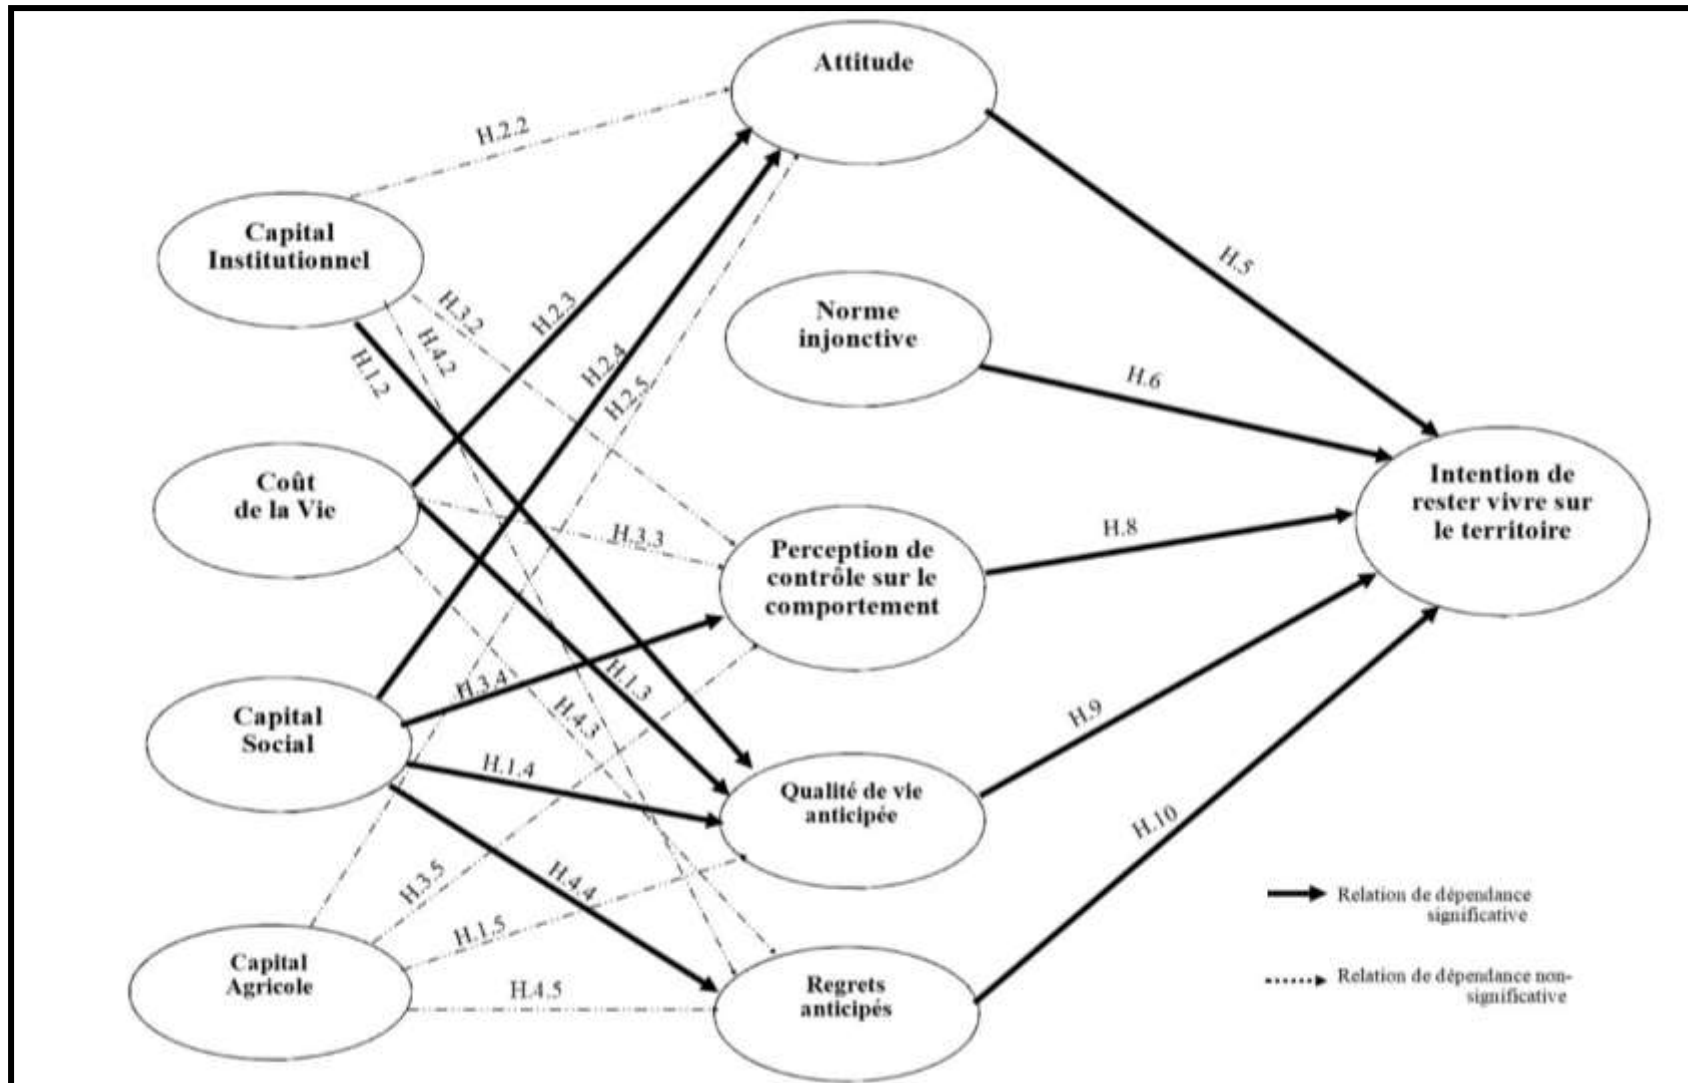 Attitude
H.2.2
Capital
Institutionnel
H.3.2
H.4.2
H.1.2
H.2.3
H.2.4
H.2.5
H.5
Norme
injonctive
H.6
Coût
de la Vie
H.3.3
Perception de
contrôle sur le
comportement
H.8
Intention de
rester vivre sur
le territoire
H.3.4
H.1.3
H.4.3
Capital
Social
H.1.4
Qualité de vie
anticipée
H.9
H.10
H.3.5
H.4.4
H.1.5
Capital
Agricole
H.4.5
Regrets
anticipés
Relation de dépendance
significative
Relation de dépendance non-
significative